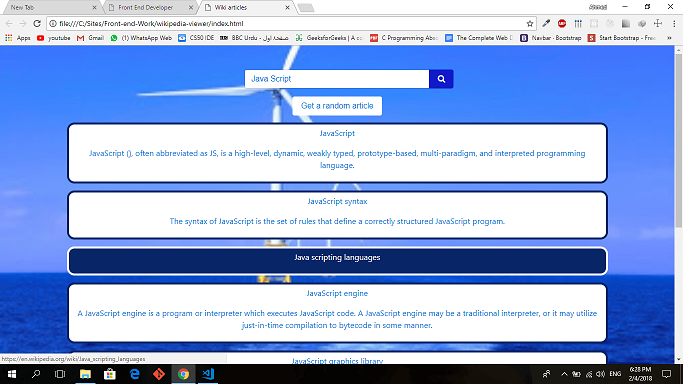 New Tab
Front End Developer
Wiki articles
file:///C:/Sites/Front-end-Work/wikipedia-viewer/index.html
Apps youtube Gmail (1) WhatsApp Web CS50 IDE BBC Urdu - صفحۂ اول GeeksforGeeks | A co C Programming Abso The Complete Web D Navbar · Bootstrap Start Bootstrap - Free
Java Script
Get a random article
JavaScript
JavaScript (), often abbreviated as JS, is a high-level, dynamic, weakly typed, prototype-based, multi-paradigm, and interpreted programming
language.
JavaScript syntax
The syntax of JavaScript is the set of rules that define a correctly structured JavaScript program.
Java scripting languages
JavaScript engine
A JavaScript engine is a program or interpreter which executes JavaScript code. A JavaScript engine may be a traditional interpreter, or it may utilize
just-in-time compilation to bytecode in some manner.
JavaScript graphics library
https://en.wikipedia.org/wiki/Java_scripting_languages
ENG
6:28 PM
2/4/2018